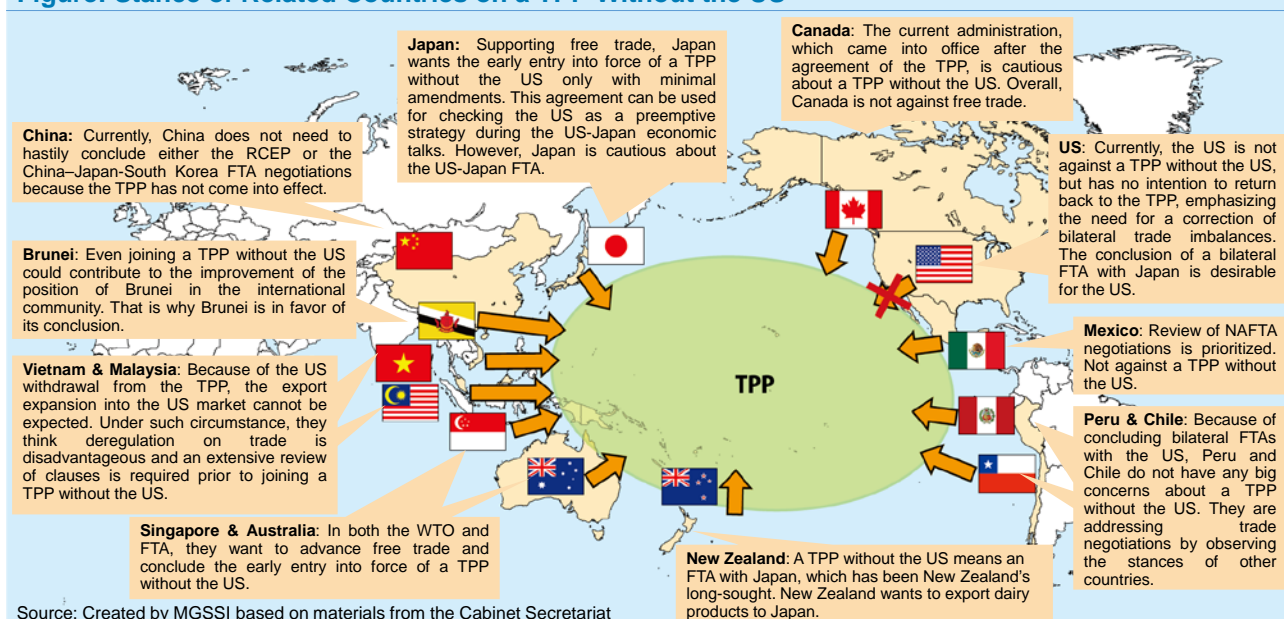 Figure: Stance of Related Countries on a TPP Without the US
Japan: Supporting free trade, Japan
wants the early entry into force of a TPP
without the US only with minimal
amendments. This agreement can be used
for checking the US as a preemptive
strategy during the US-Japan economic
talks. However, Japan is cautious about
the US-Japan FTA.
Canada: The current administration,
which came into office after the
agreement of the TPP, is cautious
about a TPP without the US. Overall,
Canada is not against free trade.
China: Currently, China does not need to
hastily conclude either the RCEP or the
China–Japan-South Korea FTA negotiations
because the TPP has not come into effect.
US: Currently, the US is not
against a TPP without the US,
but has no intention to return
back to the TPP, emphasizing
the need for a correction of
bilateral trade imbalances.
The conclusion of a bilateral
FTA with Japan is desirable
for the US.
Brunei: Even joining a TPP without the US
could contribute to the improvement of the
position of Brunei in the international
community. That is why Brunei is in favor of
its conclusion.
Mexico: Review of NAFTA
negotiations is prioritized.
Not against a TPP without
the US.
Vietnam & Malaysia: Because of the US
withdrawal from the TPP, the export
expansion into the US market cannot be
expected. Under such circumstance, they
think deregulation on trade is
disadvantageous and an extensive review
of clauses is required prior to joining a
TPP without the US.
TPP
Peru & Chile: Because of
concluding bilateral FTAs
with the US, Peru and
Chile do not have any big
concerns about a TPP
without the US. They are
addressing trade
negotiations by observing
the stances of other
countries.
Singapore & Australia: In both the WTO and
FTA, they want to advance free trade and
conclude the early entry into force of a TPP
without the US.
New Zealand: A TPP without the US means an
FTA with Japan, which has been New Zealand's
long-sought. New Zealand wants to export dairy
products to Japan.
Source: Created by MGSSI based on materials from the Cabinet Secretariat